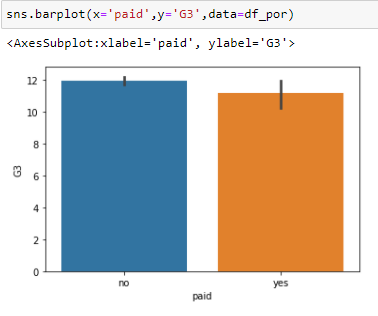 sns.barplot(x='paid',y='G3',data=df_por)
<AxesSubplot:xlabel='paid', ylabel='G3'>
12
10
8
6
4
2
0
G3
no yes
paid